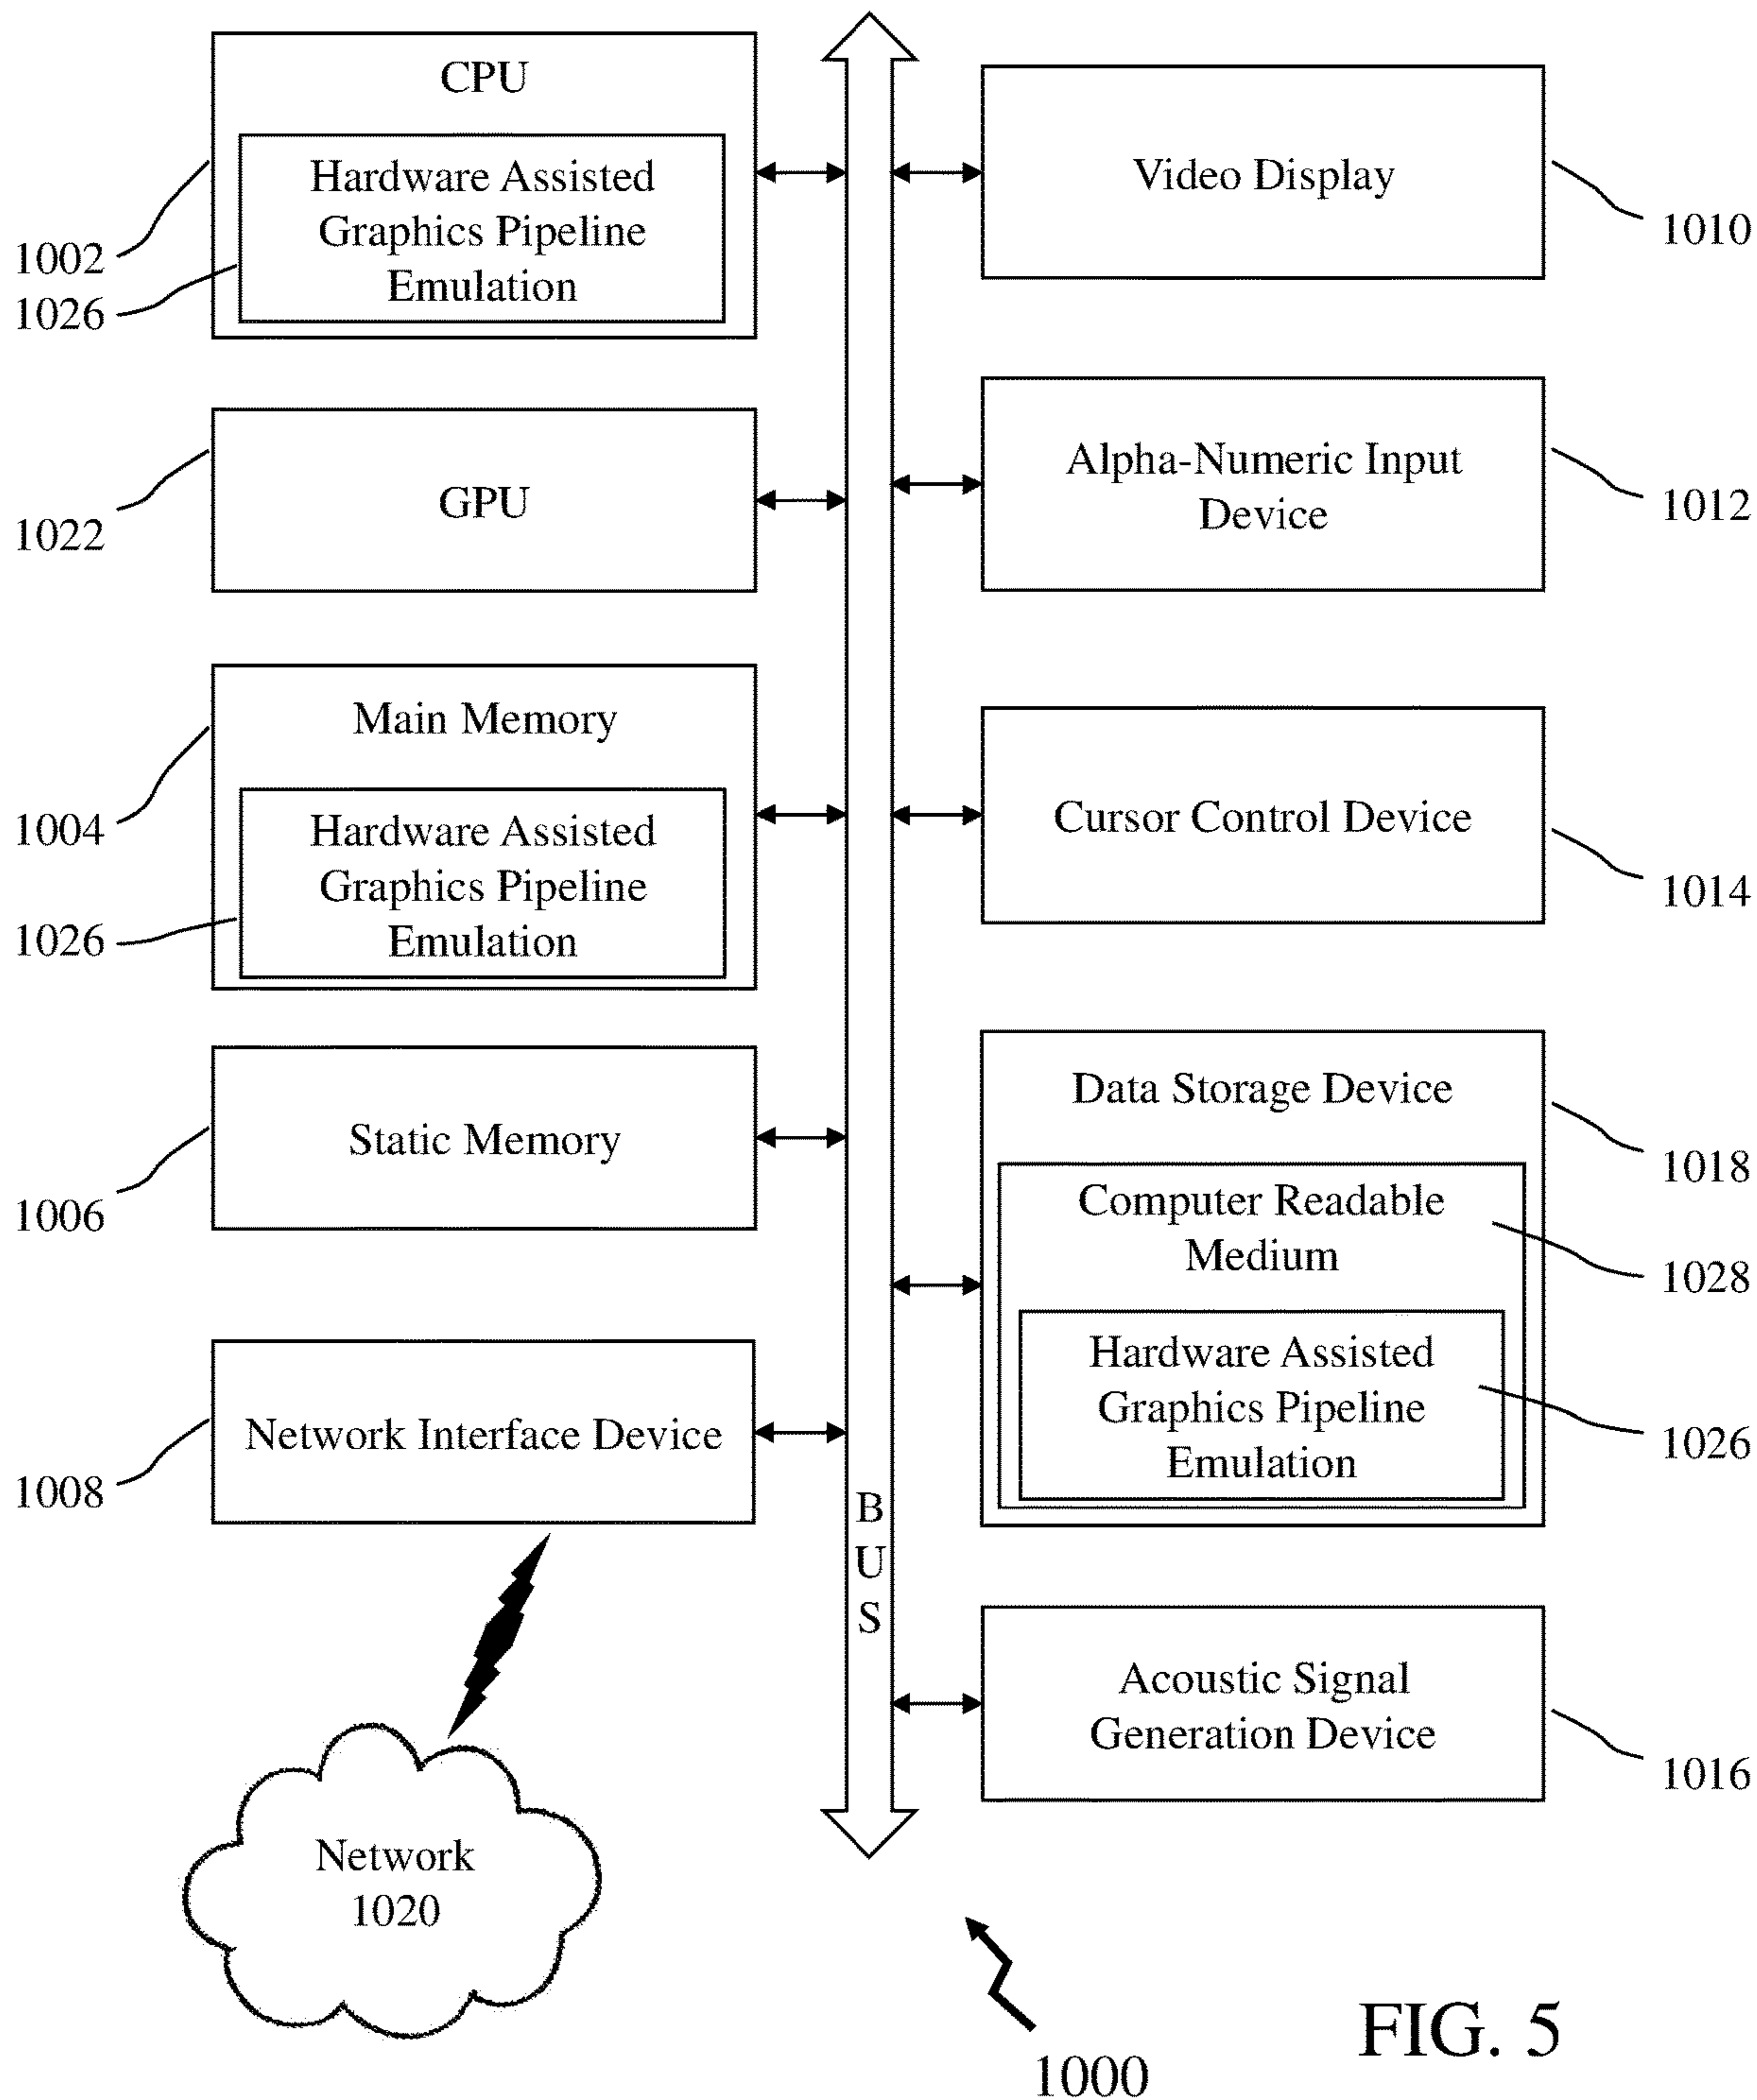 CPU
Hardware Assisted
Graphics Pipeline
Emulation
1002
1026
GPU
1022
Main Memory
Hardware Assisted
Graphics Pipeline
Emulation
1004
1026
Static Memory
1006
Network Interface Device
1008
Network
1020
B
U
S
Video Display
1010
Alpha-Numeric Input
Device
1012
Cursor Control Device
1014
Data Storage Device
1018
Computer Readable
Medium
1028
Hardware Assisted
Graphics Pipeline
Emulation
1026
Acoustic Signal
Generation Device
1016
1000
FIG. 5